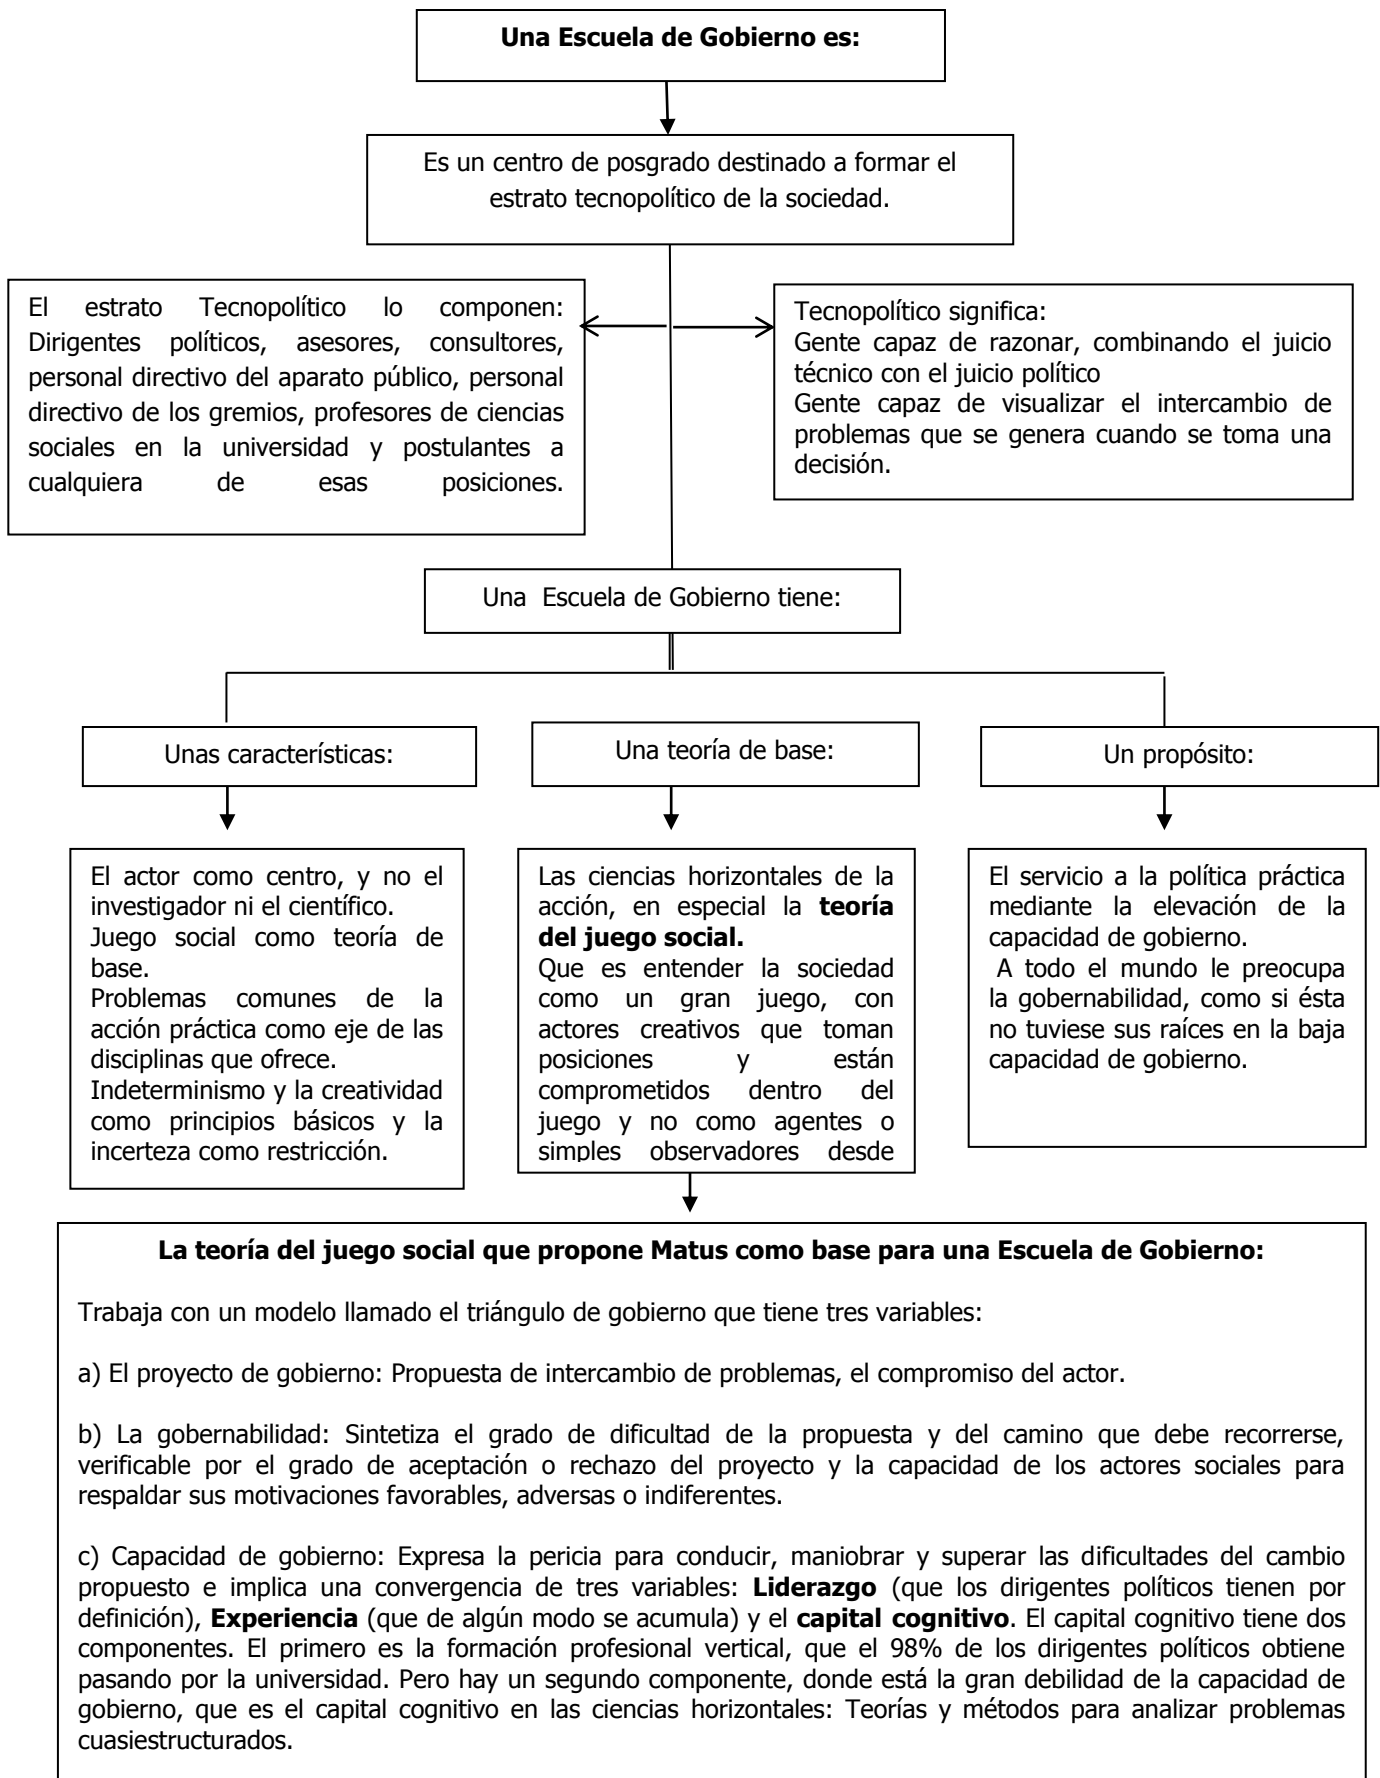 Una Escuela de Gobierno es:
Es un centro de posgrado destinado a formar el
estrato tecnopolítico de la sociedad.
El estrato Tecnopolítico lo componen:
Dirigentes políticos, asesores, consultores,
personal directivo del aparato público, personal
directivo de los gremios, profesores de ciencias
sociales en la universidad y postulantes a
cualquiera de esas posiciones.
Tecnopolítico significa:
Gente capaz de razonar, combinando el juicio
técnico con el juicio político
Gente capaz de visualizar el intercambio de
problemas que se genera cuando se toma una
decisión.
Una Escuela de Gobierno tiene:
Unas características:
Una teoría de base:
Un propósito:
El actor como centro, y no el
investigador ni el científico.
Juego social como teoría de
base.
Problemas comunes de la
acción práctica como eje de las
disciplinas que ofrece.
Indeterminismo y la creatividad
como principios básicos y la
incerteza como restricción.
Las ciencias horizontales de la
acción, en especial la teoría
del juego social.
Que es entender la sociedad
como un gran juego, con
actores creativos que toman
posiciones y están
comprometidos dentro del
juego y no como agentes o
simples observadores desde
El servicio a la política práctica
mediante la elevación de la
capacidad de gobierno.
A todo el mundo le preocupa
la gobernabilidad, como si ésta
no tuviese sus raíces en la baja
capacidad de gobierno.
La teoría del juego social que propone Matus como base para una Escuela de Gobierno:
Trabaja con un modelo llamado el triángulo de gobierno que tiene tres variables:
a) El proyecto de gobierno: Propuesta de intercambio de problemas, el compromiso del actor.
b) La gobernabilidad: Sintetiza el grado de dificultad de la propuesta y del camino que debe recorrerse,
verificable por el grado de aceptación o rechazo del proyecto y la capacidad de los actores sociales para
respaldar sus motivaciones favorables, adversas o indiferentes.
c) Capacidad de gobierno: Expresa la pericia para conducir, maniobrar y superar las dificultades del cambio
propuesto e implica una convergencia de tres variables: Liderazgo (que los dirigentes políticos tienen por
definición), Experiencia (que de algún modo se acumula) y el capital cognitivo. El capital cognitivo tiene dos
componentes. El primero es la formación profesional vertical, que el 98% de los dirigentes políticos obtiene
pasando por la universidad. Pero hay un segundo componente, donde está la gran debilidad de la capacidad de
gobierno, que es el capital cognitivo en las ciencias horizontales: Teorías y métodos para analizar problemas
cuasiestructurados.